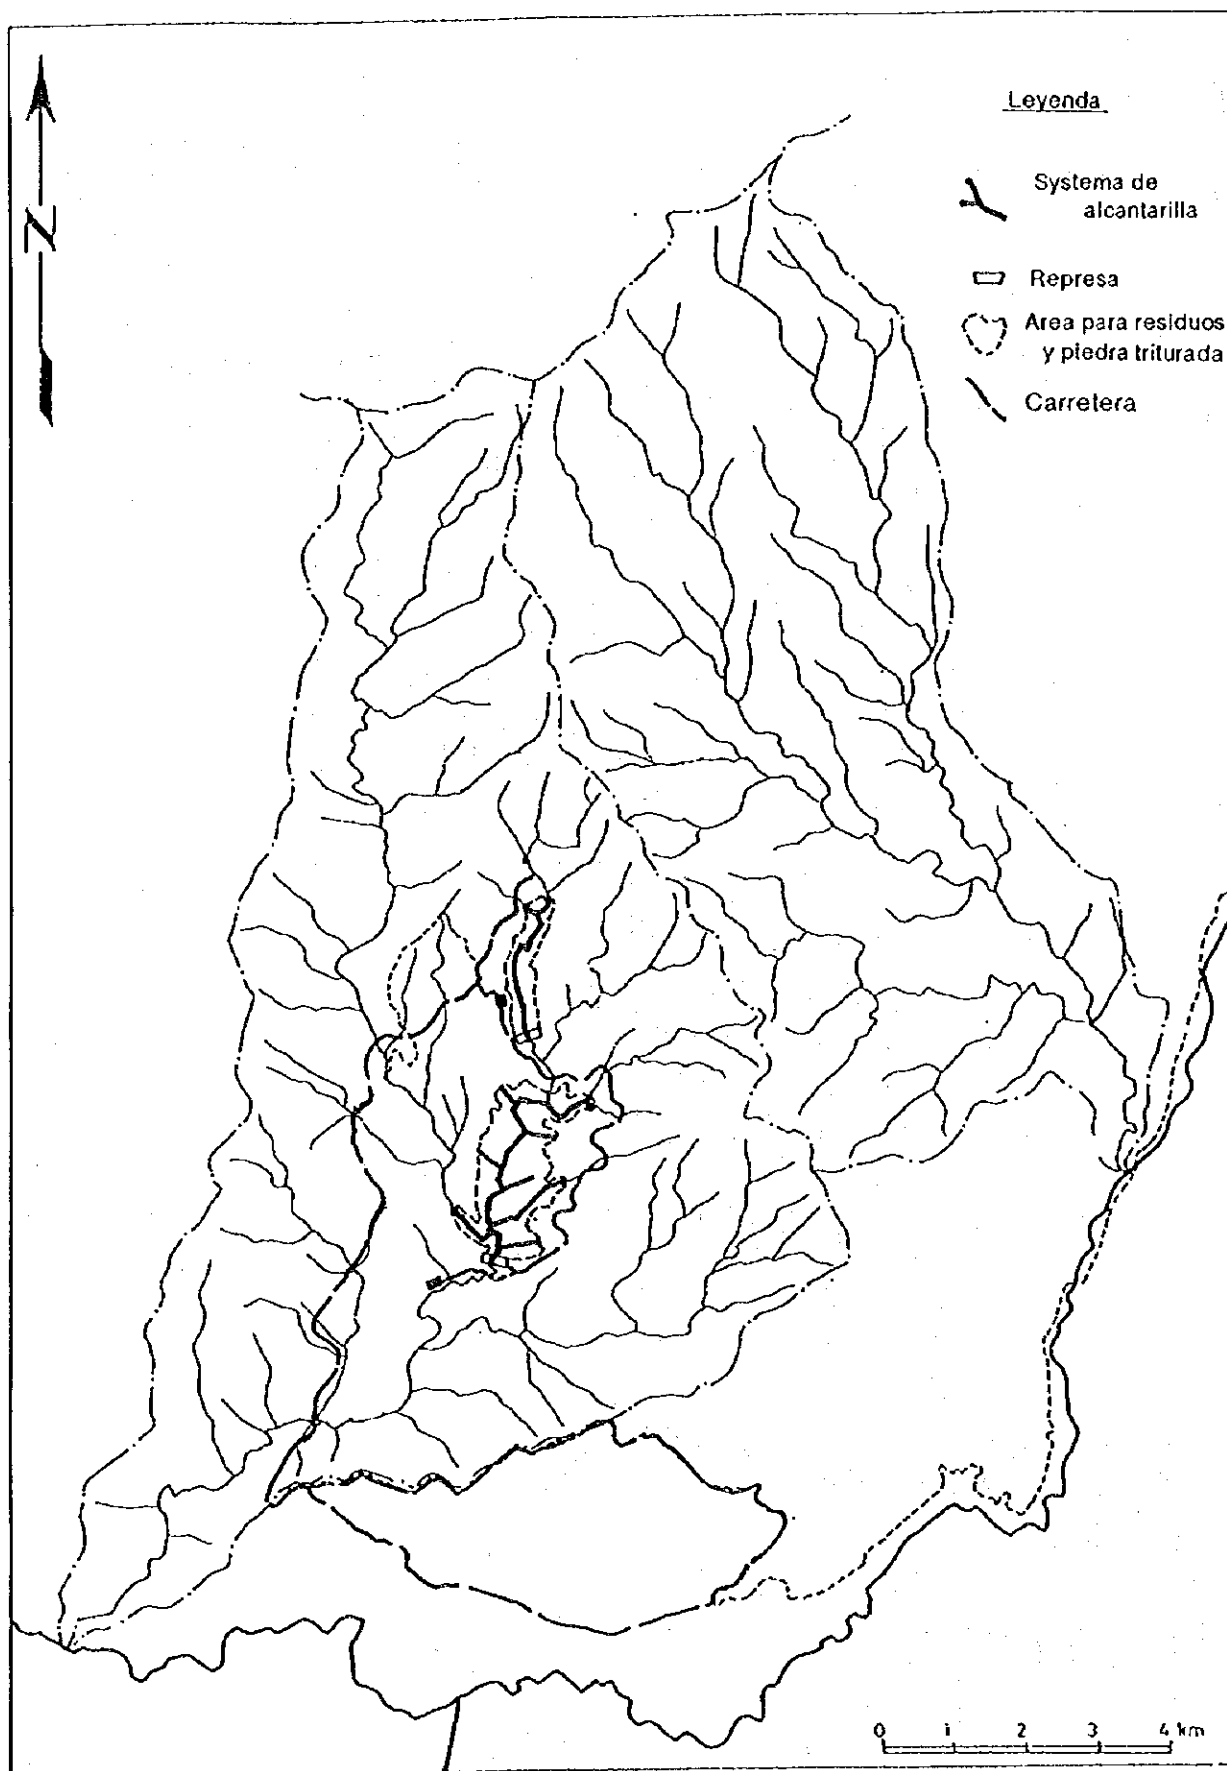 N
Leyenda
Systema de
alcantarilla
Represa
Area para residuos
y piedra triturada
Carretera
0 1 2 3 4 km